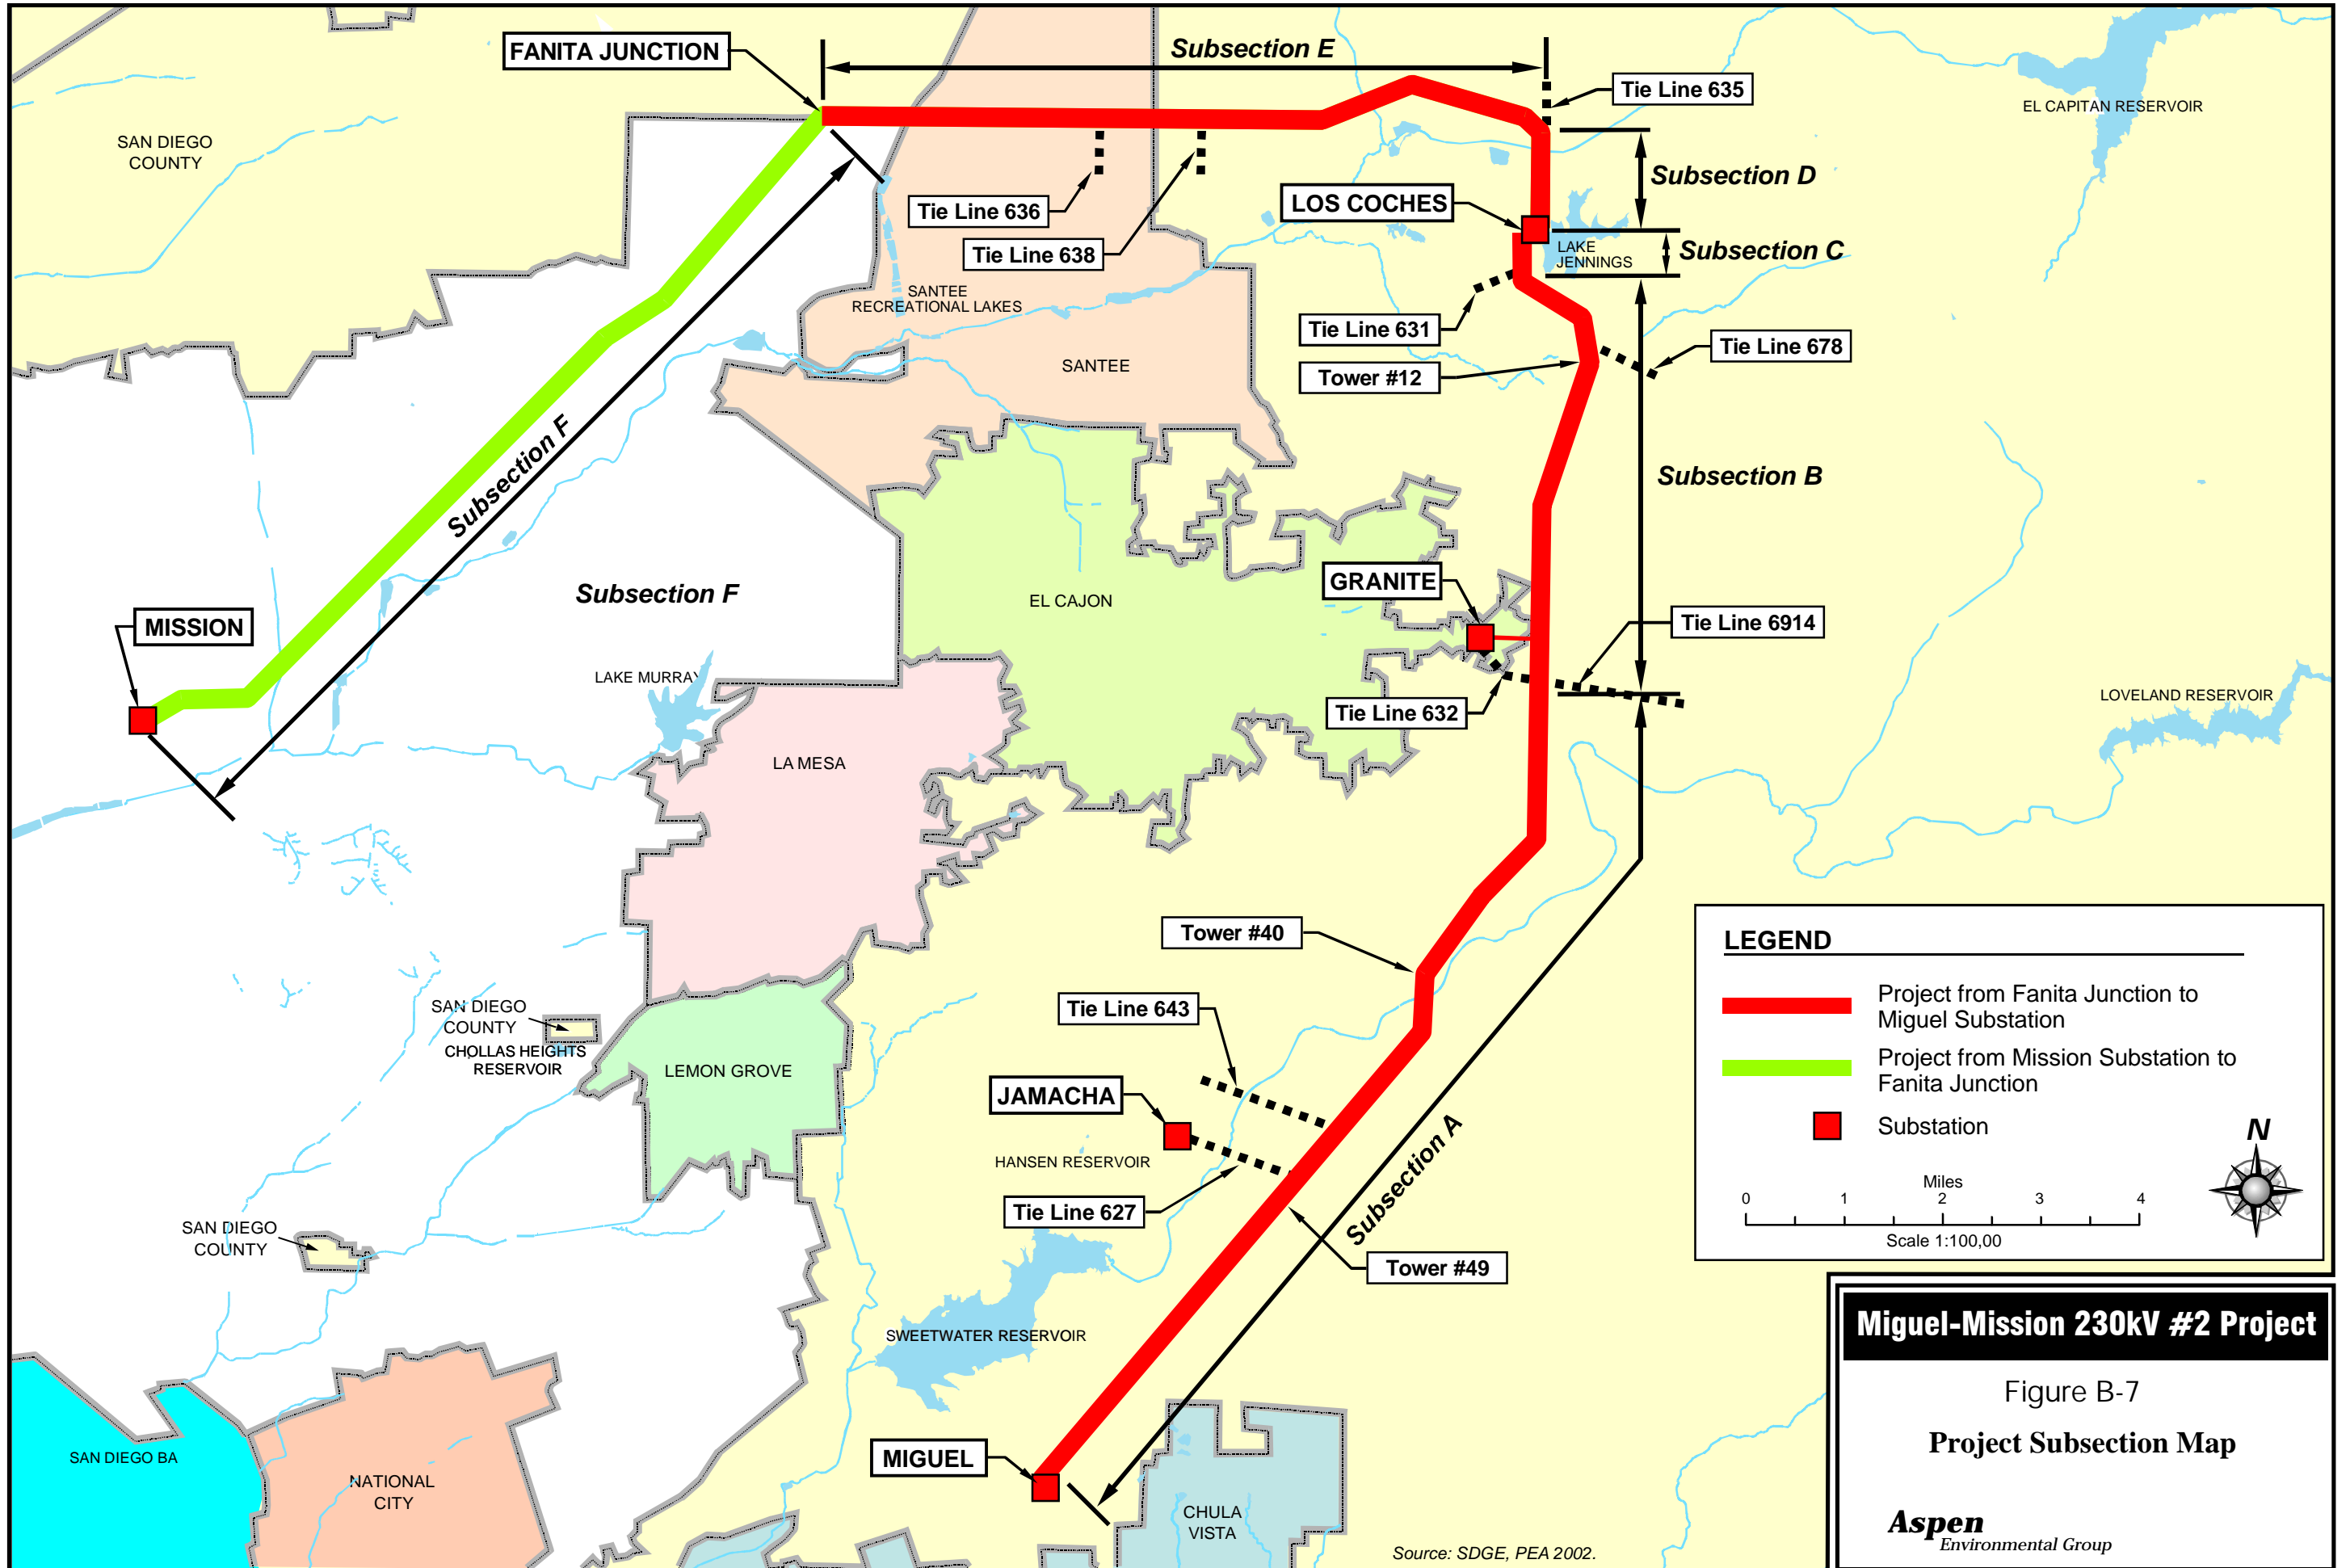 FANITA JUNCTION
Subsection E
Tie Line 635
EL CAPITAN RESERVOIR
SAN DIEGO
COUNTY
Subsection D
Tie Line 636
LOS COCHES
Tie Line 638
LAKE
JENNINGS
Subsection C
SANTEE
RECREATIONAL LAKES
Tie Line 631
Tie Line 678
SANTEE
Tower #12
Subsection F
Subsection B
GRANITE
Subsection F
EL CAJON
MISSION
Tie Line 6914
LAKE MURRAY
LOVELAND RESERVOIR
Tie Line 632
LA MESA
Tower #40
SAN DIEGO
COUNTY
CHOLLAS HEIGHTS
RESERVOIR
LEMON GROVE
Tie Line 643
JAMACHA
HANSEN RESERVOIR
Subsection A
Tie Line 627
SAN DIEGO
COUNTY
Tower #49
SWEETWATER RESERVOIR
MIGUEL
SAN DIEGO BA
NATIONAL
CITY
CHULA
VISTA
Source: SDGE, PEA 2002.
LEGEND
Project from Fanita Junction to
Miguel Substation
Project from Mission Substation to
Fanita Junction
Substation
N
Miles
0 1 2 3 4
Scale 1:100,00
Miguel-Mission 230kV #2 Project
Figure B-7
Project Subsection Map
Aspen
Environmental Group